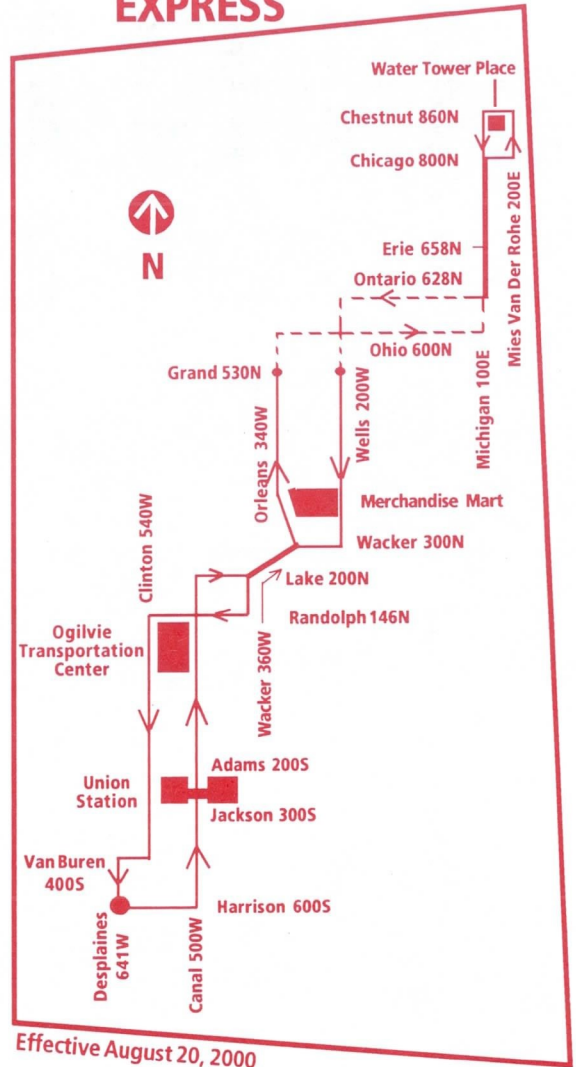 EXPRESS
Water Tower Place
Chestnut 860N
Chicago 800N
Mies Van Der Rohe 200E
N
Erie 658N
Ontario 628N
Ohio 600N
Michigan 100E
Grand 530N
Wells 200W
Orleans 340W
Merchandise Mart
Clinton 540W
Wacker 300N
Lake 200N
Randolph 146N
Wacker 360W
Ogilvie
Transportation
Center
Adams 200S
Union
Station
Jackson 300S
Van Buren
400S
Harrison 600S
Desplaines
641W
Canal 500W
Effective August 20, 2000